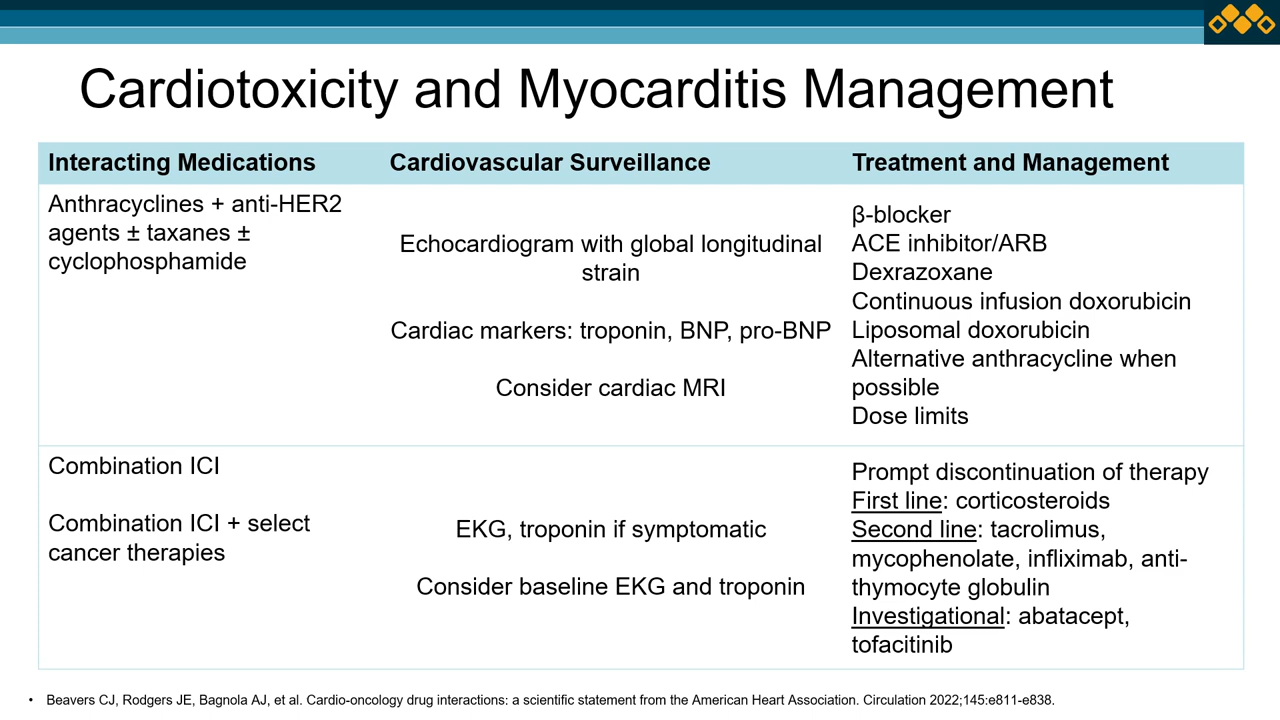 Cardiotoxicity and Myocarditis Management
Interacting Medications
Cardiovascular Surveillance
Treatment and Management
Anthracyclines + anti-HER2
agents ± taxanes ±
cyclophosphamide
Echocardiogram with global longitudinal
strain
Cardiac markers: troponin, BNP, pro-BNP
Consider cardiac MRI
β-blocker
ACE inhibitor/ARB
Dexrazoxane
Continuous infusion doxorubicin
Liposomal doxorubicin
Alternative anthracycline when
possible
Dose limits
Combination ICI
Combination ICI + select
cancer therapies
EKG, troponin if symptomatic
Consider baseline EKG and troponin
Prompt discontinuation of therapy
First line: corticosteroids
Second line: tacrolimus,
mycophenolate, infliximab, anti-
thymocyte globulin
Investigational: abatacept,
tofacitinib
• Beavers CJ, Rodgers JE, Bagnola AJ, et al. Cardio-oncology drug interactions: a scientific statement from the American Heart Association. Circulation 2022;145:e811-e838.